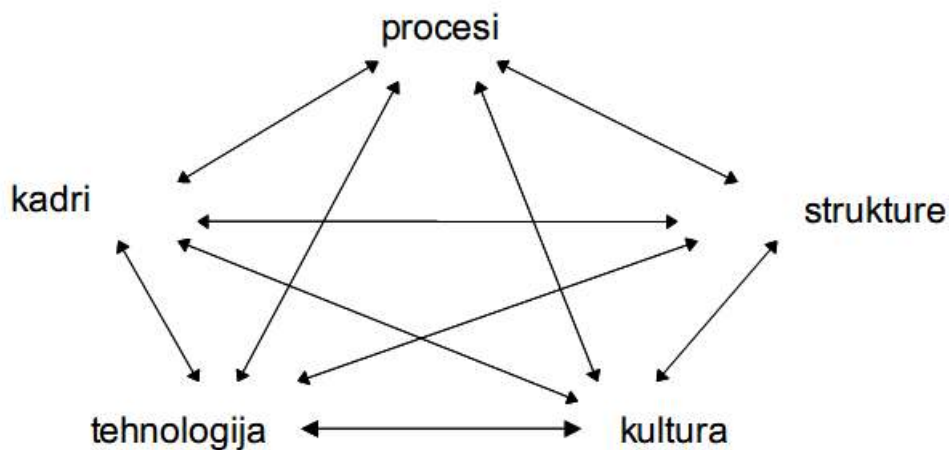 procesi
kadri
strukture
tehnologija
kultura